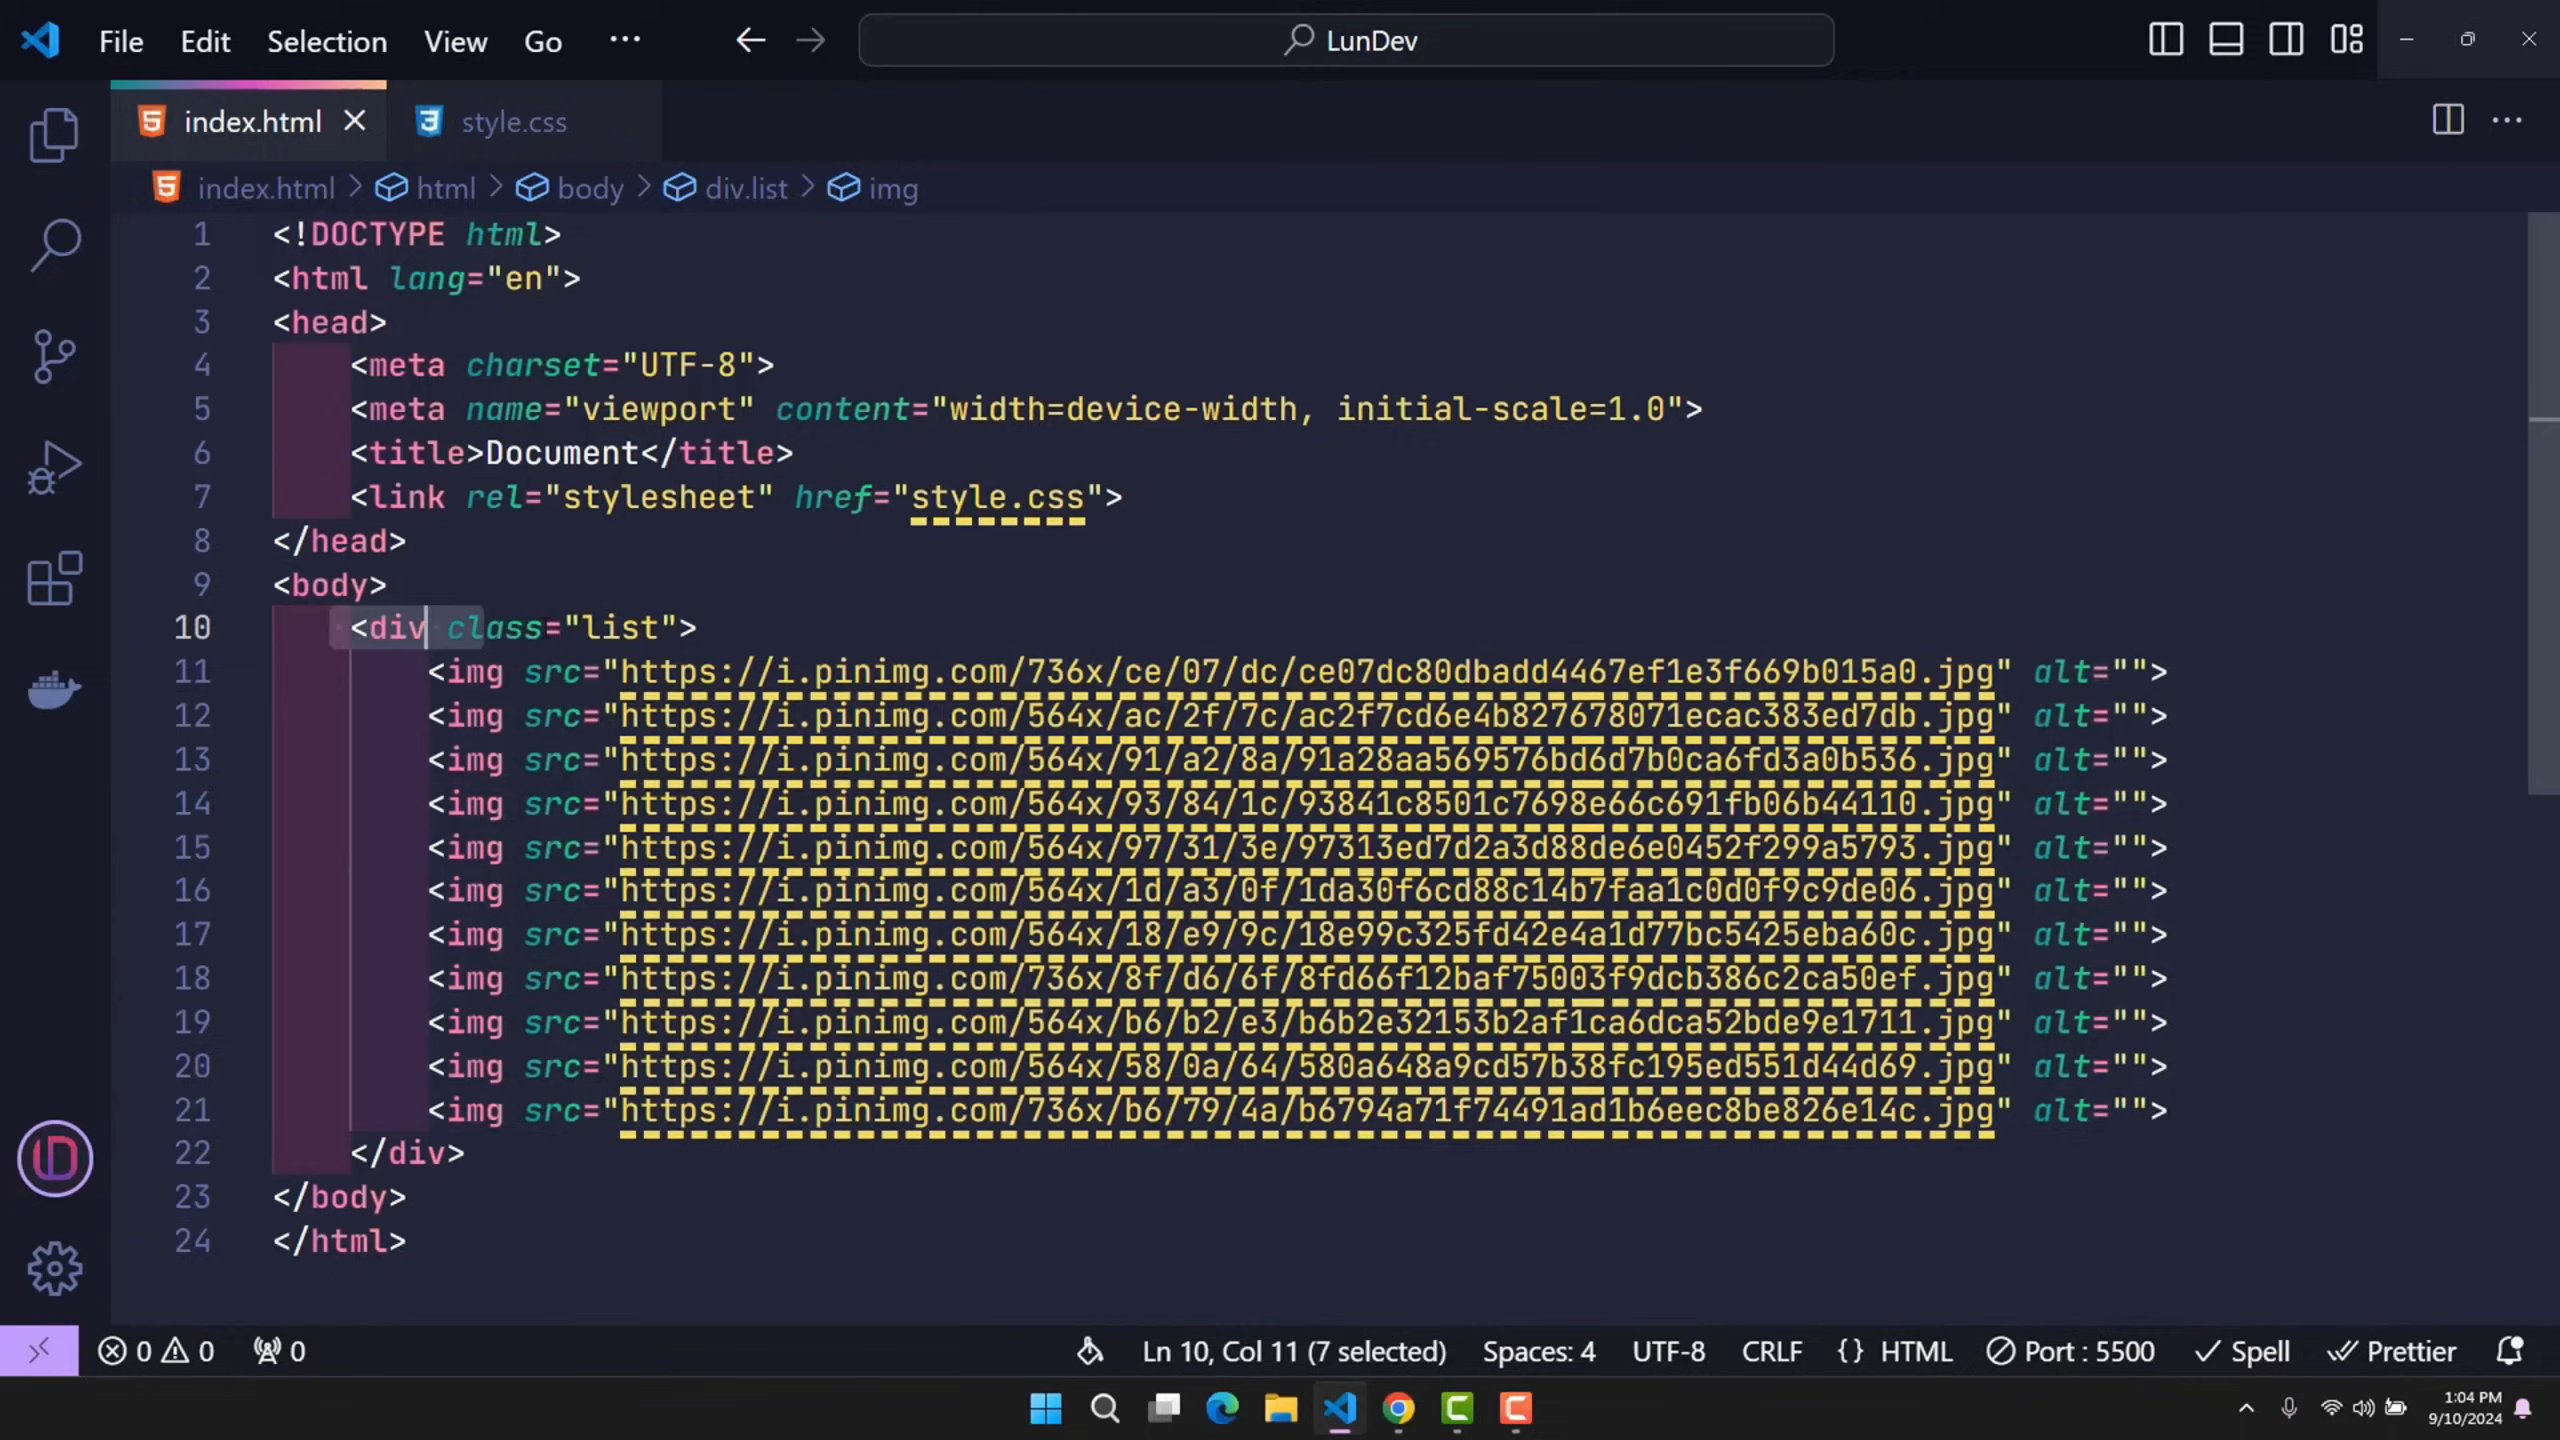 File Edit Selection View Go ··· LunDev
index.html style.css
index.html > html > body > div.list > img
1 <!DOCTYPE html>
2 <html lang="en">
3 <head>
4 <meta charset="UTF-8">
5 <meta name="viewport" content="width=device-width, initial-scale=1.0">
6 <title>Document</title>
7 <link rel="stylesheet" href="style.css">
8 </head>
9 <body>
10 <div class="list">
11 <img src="https://i.pinimg.com/736x/ce/07/dc/ce07dc80dbadd4467ef1e3f669b015a0.jpg" alt="">
12 <img src="https://i.pinimg.com/564x/ac/2f/7c/ac2f7cd6e4b827678071ecac383ed7db.jpg" alt="">
13 <img src="https://i.pinimg.com/564x/91/a2/8a/91a28aa569576bd6d7b0ca6fd3a0b536.jpg" alt="">
14 <img src="https://i.pinimg.com/564x/93/84/1c/93841c8501c7698e66c691fb06b44110.jpg" alt="">
15 <img src="https://i.pinimg.com/564x/97/31/3e/97313ed7d2a3d88de6e0452f299a5793.jpg" alt="">
16 <img src="https://i.pinimg.com/564x/1d/a3/0f/1da30f6cd88c14b7faa1c0d0f9c9de06.jpg" alt="">
17 <img src="https://i.pinimg.com/564x/18/e9/9c/18e99c325fd42e4a1d77bc5425eba60c.jpg" alt="">
18 <img src="https://i.pinimg.com/736x/8f/d6/6f/8fd66f12baf75003f9dcb386c2ca50ef.jpg" alt="">
19 <img src="https://i.pinimg.com/564x/b6/b2/e3/b6b2e32153b2af1ca6dca52bde9e1711.jpg" alt="">
20 <img src="https://i.pinimg.com/564x/58/0a/64/580a648a9cd57b38fc195ed551d44d69.jpg" alt="">
21 <img src="https://i.pinimg.com/736x/b6/79/4a/b6794a71f74491ad1b6eec8be826e14c.jpg" alt="">
22 </div>
23 </body>
24 </html>
0 0 0 Ln 10, Col 11 (7 selected) Spaces: 4 UTF-8 CRLF {} HTML Port : 5500 Spell Prettier
1:04 PM
9/10/2024